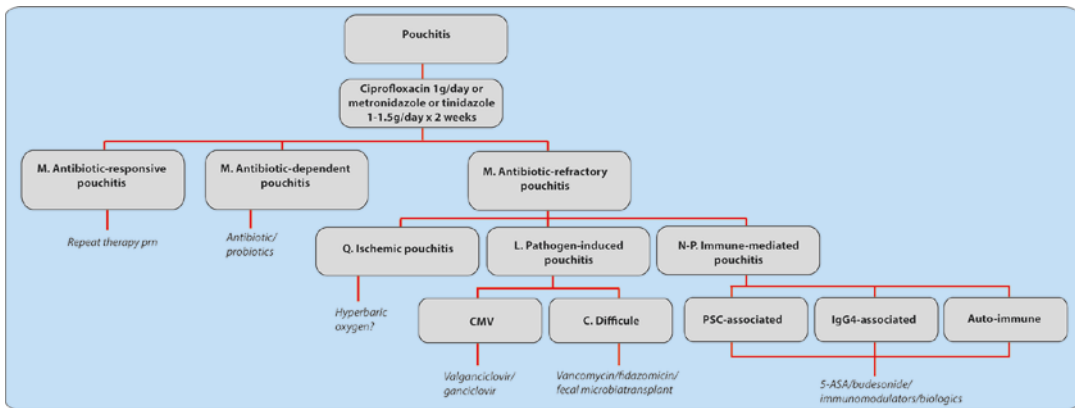 Pouchitis
Ciprofloxacin 1g/day or
metronidazole or tinidazole
1-1.5g/day x 2 weeks
M. Antibiotic-responsive
pouchitis
M. Antibiotic-dependent
pouchitis
M. Antibiotic-refractory
pouchitis
Repeat therapy prn
Antibiotic/
probiotics
Q. Ischemic pouchitis
L. Pathogen-induced
pouchitis
N-P. Immune-mediated
pouchitis
Hyperbaric
oxygen?
CMV
C. Difficule
PSC-associated
IgG4-associated
Auto-immune
Valganciclovir/
ganciclovir
Vancomycin/fidazomicin/
fecal microbiatransplant
5-ASA/budesonide/
immunomodulators/biologics